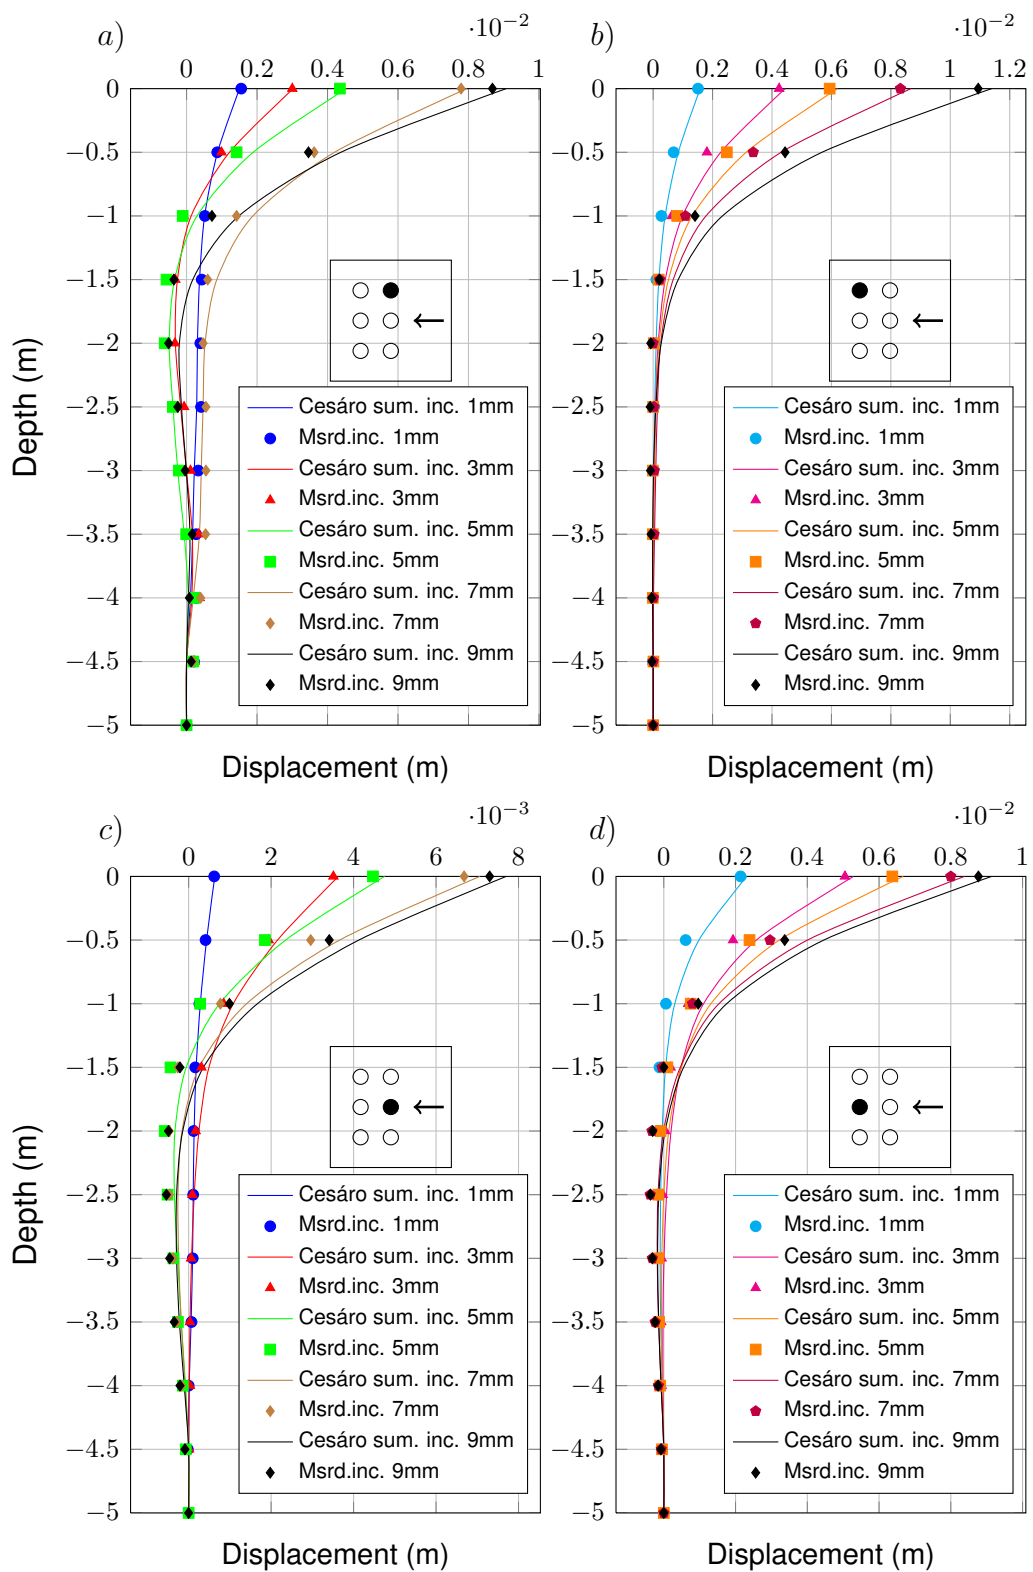 a)
·10⁻²
0 0.2 0.4 0.6 0.8 1
0
−0.5
−1
−1.5
−2
−2.5
−3
−3.5
−4
−4.5
−5
Depth (m)
Cesáro sum. inc. 1mm
Msrd.inc. 1mm
Cesáro sum. inc. 3mm
Msrd.inc. 3mm
Cesáro sum. inc. 5mm
Msrd.inc. 5mm
Cesáro sum. inc. 7mm
Msrd.inc. 7mm
Cesáro sum. inc. 9mm
Msrd.inc. 9mm
Displacement (m)
b)
·10⁻²
0 0.2 0.4 0.6 0.8 1 1.2
0
−0.5
−1
−1.5
−2
−2.5
−3
−3.5
−4
−4.5
−5
Cesáro sum. inc. 1mm
Msrd.inc. 1mm
Cesáro sum. inc. 3mm
Msrd.inc. 3mm
Cesáro sum. inc. 5mm
Msrd.inc. 5mm
Cesáro sum. inc. 7mm
Msrd.inc. 7mm
Cesáro sum. inc. 9mm
Msrd.inc. 9mm
Displacement (m)
c)
·10⁻³
0 2 4 6 8
0
−0.5
−1
−1.5
−2
−2.5
−3
−3.5
−4
−4.5
−5
Depth (m)
Cesáro sum. inc. 1mm
Msrd.inc. 1mm
Cesáro sum. inc. 3mm
Msrd.inc. 3mm
Cesáro sum. inc. 5mm
Msrd.inc. 5mm
Cesáro sum. inc. 7mm
Msrd.inc. 7mm
Cesáro sum. inc. 9mm
Msrd.inc. 9mm
Displacement (m)
d)
·10⁻²
0 0.2 0.4 0.6 0.8 1
0
−0.5
−1
−1.5
−2
−2.5
−3
−3.5
−4
−4.5
−5
Cesáro sum. inc. 1mm
Msrd.inc. 1mm
Cesáro sum. inc. 3mm
Msrd.inc. 3mm
Cesáro sum. inc. 5mm
Msrd.inc. 5mm
Cesáro sum. inc. 7mm
Msrd.inc. 7mm
Cesáro sum. inc. 9mm
Msrd.inc. 9mm
Displacement (m)